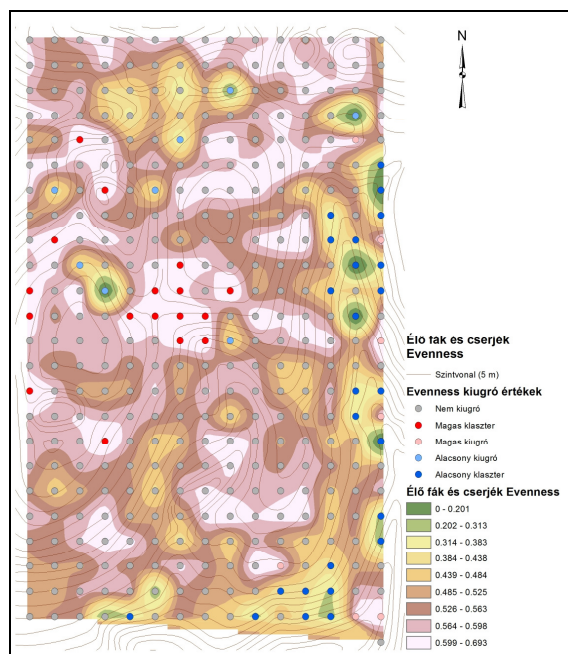 N
Élő fák és cserjék
Evenness
Szintvonal (5 m)
Evenness kiugró értékek
Nem kiugró
Magas klaszter
Magas kiugró
Alacsony kiugró
Alacsony klaszter
Élő fák és cserjék Evenness
0 - 0.201
0.202 - 0.313
0.314 - 0.383
0.384 - 0.438
0.439 - 0.484
0.485 - 0.525
0.526 - 0.563
0.564 - 0.598
0.599 - 0.693